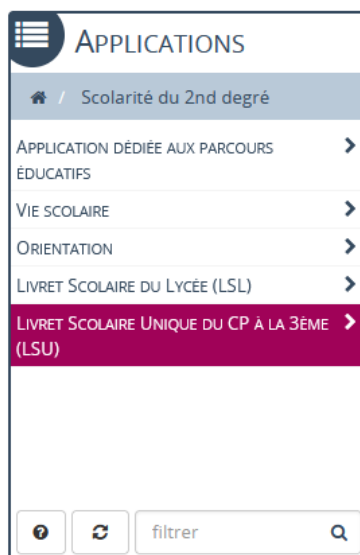 Applications
/ Scolarité du 2nd degré
Application dédiée aux parcours
éducatifs
Vie scolaire
Orientation
Livret Scolaire du Lycée (LSL)
Livret Scolaire Unique du CP à la 3ème
(LSU)
filtrer